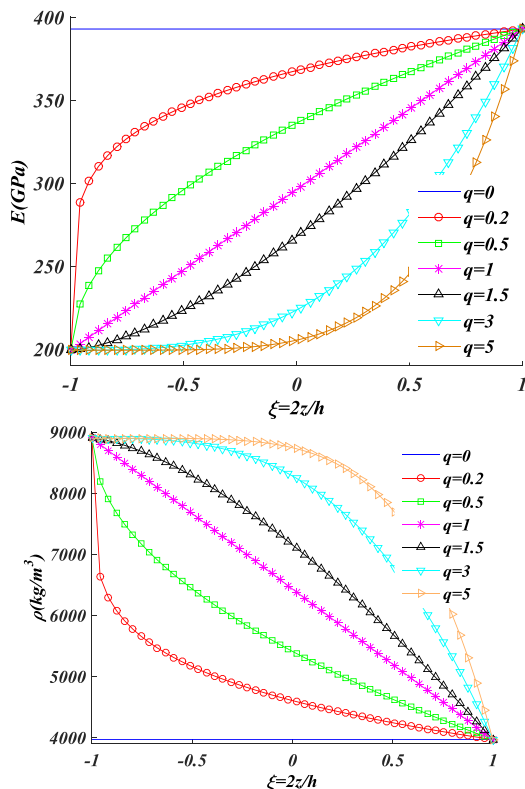 400
350
300
250
200
E(GPa)
-1 -0.5 0 0.5 1
ξ=2z/h
q=0
q=0.2
q=0.5
q=1
q=1.5
q=3
q=5
9000
8000
7000
6000
5000
4000
ρ(kg/m³)
-1 -0.5 0 0.5 1
ξ=2z/h
q=0
q=0.2
q=0.5
q=1
q=1.5
q=3
q=5